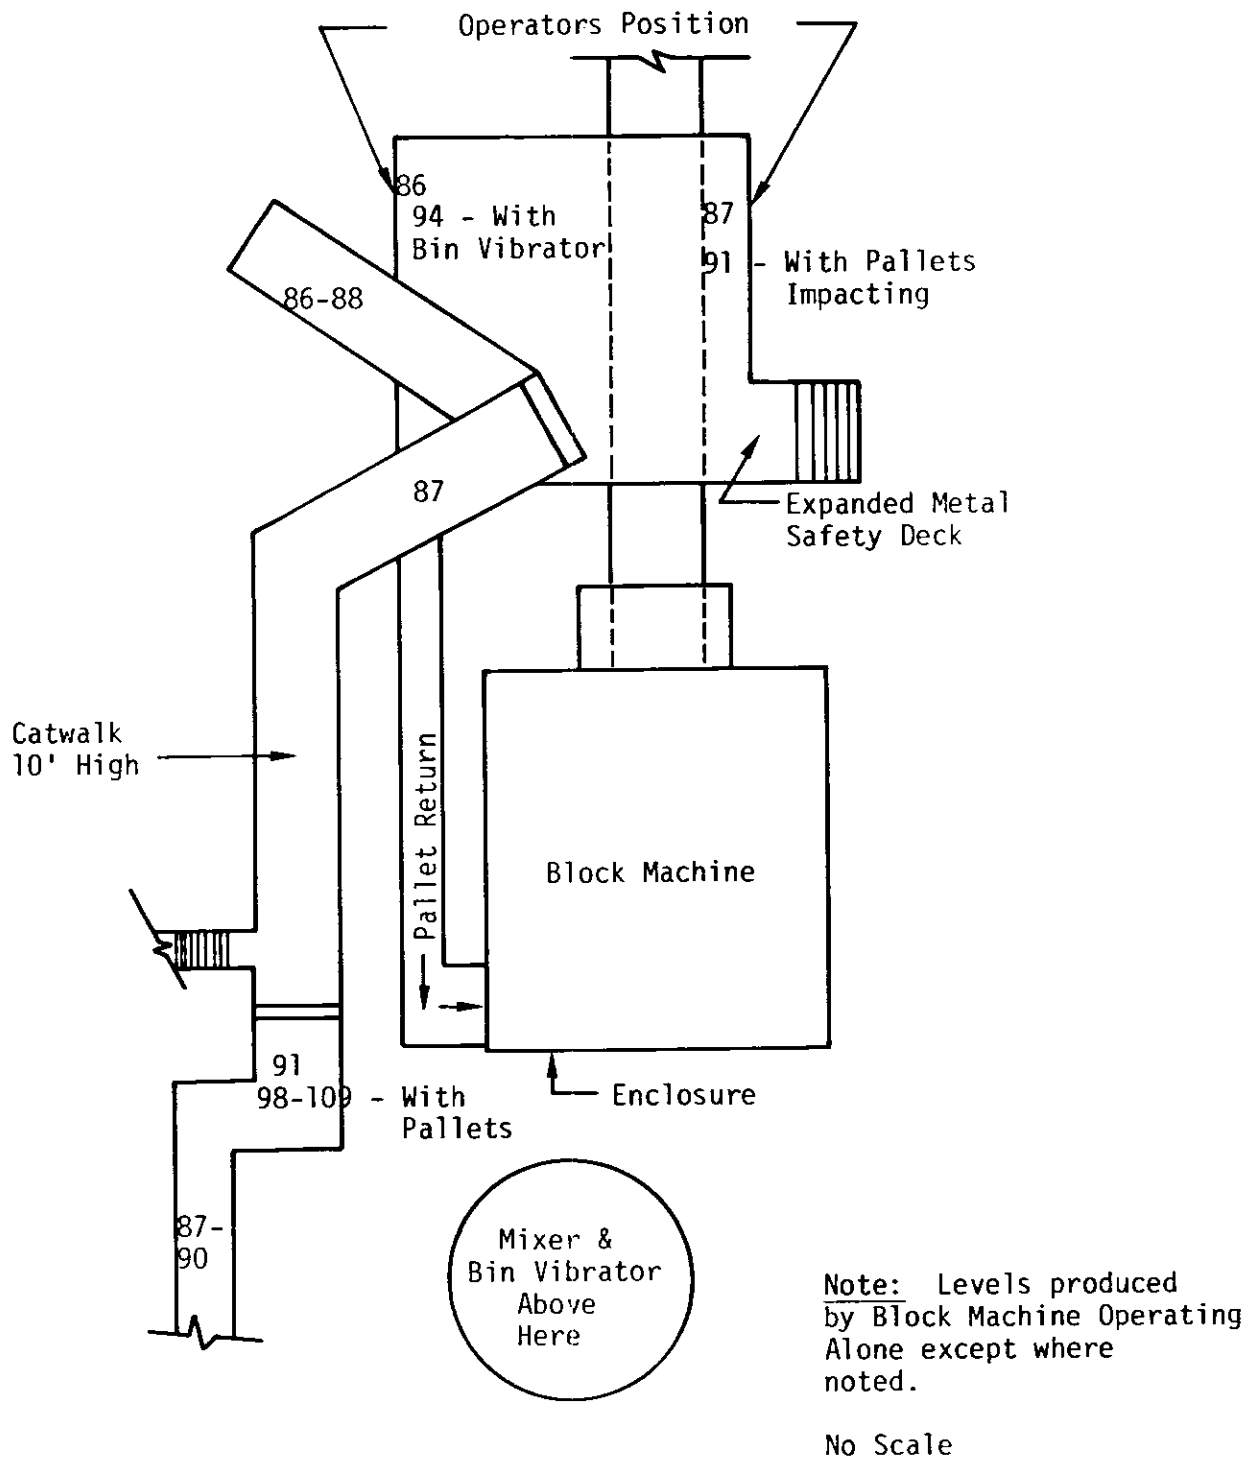 Operators Position
86
94 - With
Bin Vibrator
87
91 - With Pallets
Impacting
86-88
87
Expanded Metal
Safety Deck
Catwalk
10' High
Pallet Return
Block Machine
91
98-109 - With
Pallets
Enclosure
87-
90
Mixer &
Bin Vibrator
Above
Here
Note: Levels produced
by Block Machine Operating
Alone except where
noted.
No Scale